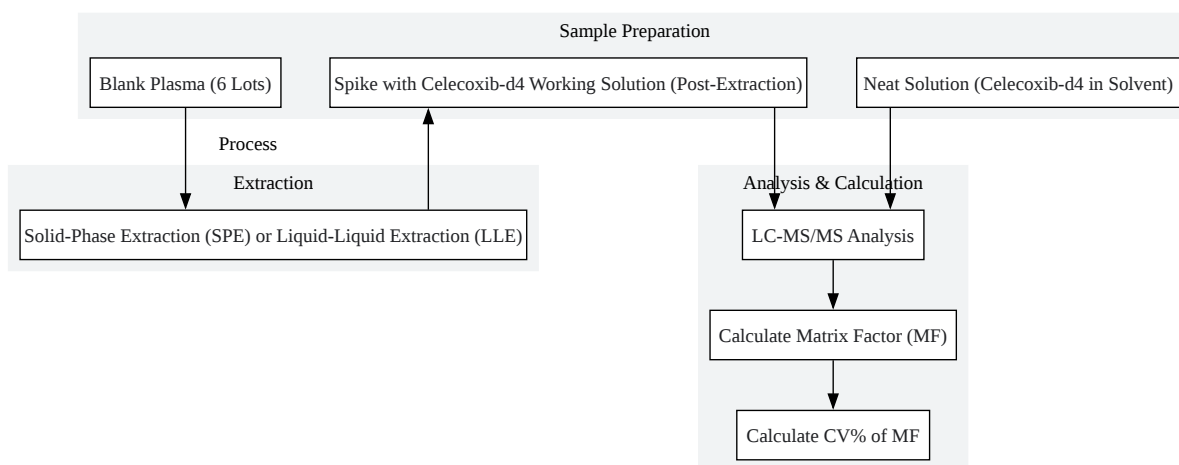 Sample Preparation
Blank Plasma (6 Lots)
Spike with Celecoxib-d4 Working Solution (Post-Extraction)
Neat Solution (Celecoxib-d4 in Solvent)
Process
Extraction
Analysis & Calculation
Solid-Phase Extraction (SPE) or Liquid-Liquid Extraction (LLE)
LC-MS/MS Analysis
Calculate Matrix Factor (MF)
Calculate CV% of MF